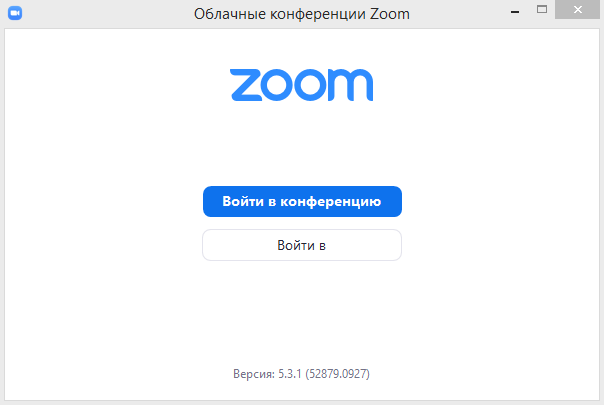 Облачные конференции Zoom
zoom
Войти в конференцию
Войти в
Версия: 5.3.1 (52879.0927)